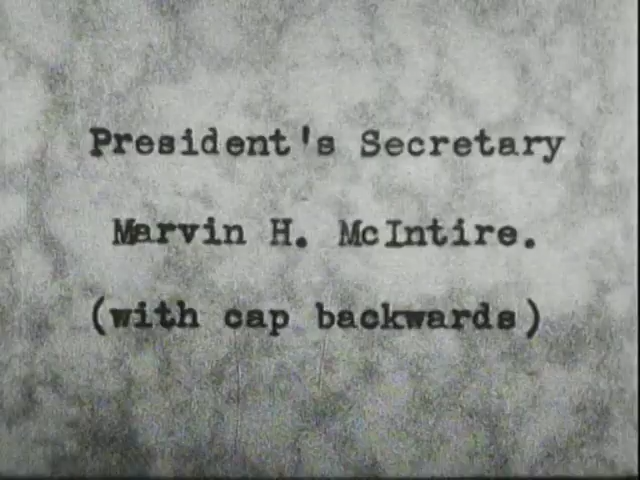 President's Secretary
Marvin H. McIntire.
(with cap backwards)